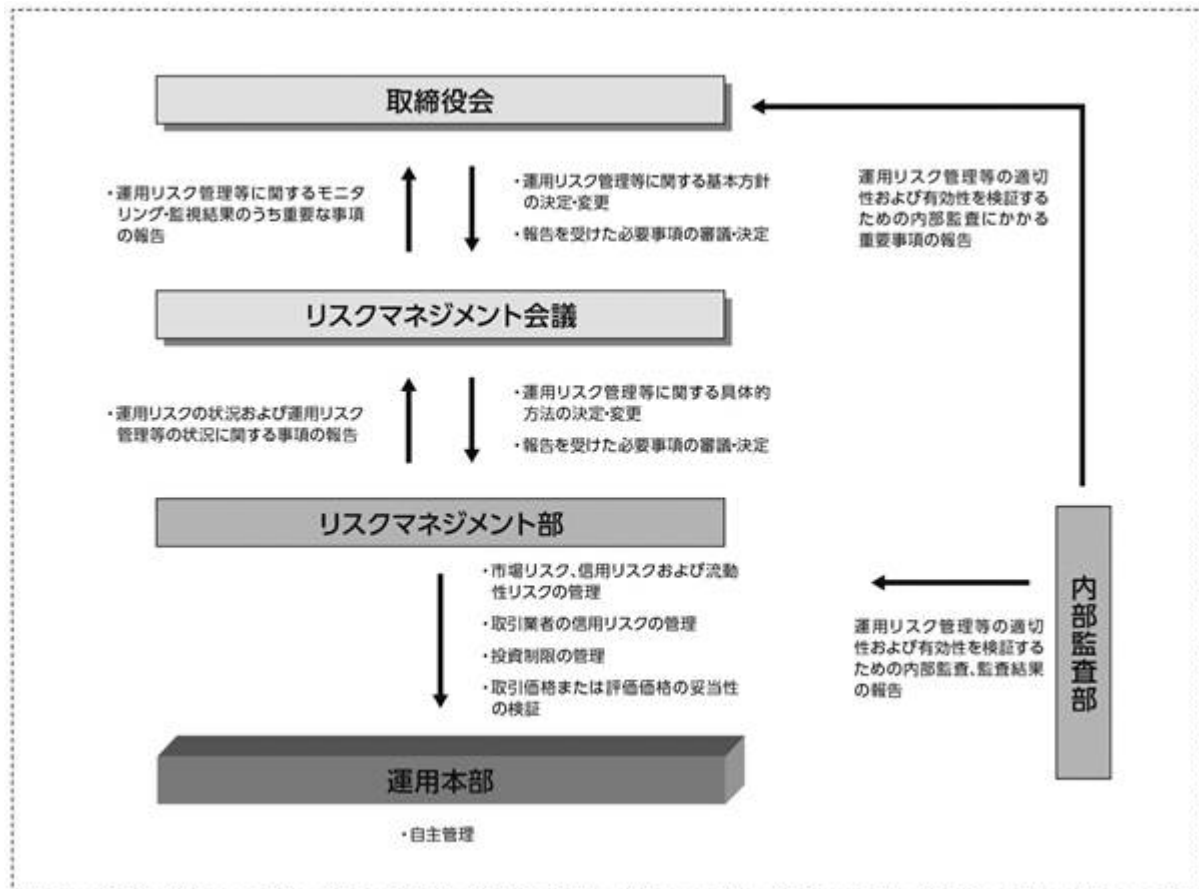 取締役会
・運用リスク管理等に関するモニタ
リング・監視結果のうち重要な事項
の報告
・運用リスク管理等に関する基本方針
の決定・変更
・報告を受けた必要事項の審議・決定
運用リスク管理等の適切
性および有効性を検証する
ための内部監査にかかる
重要事項の報告
リスクマネジメント会議
・運用リスクの状況および運用リスク
管理等の状況に関する事項の報告
・運用リスク管理等に関する具体的
方法の決定・変更
・報告を受けた必要事項の審議・決定
リスクマネジメント部
・市場リスク、信用リスクおよび流動
性リスクの管理
・取引業者の信用リスクの管理
・投資制限の管理
・取引価格または評価価格の妥当性
の検証
運用リスク管理等の適切
性および有効性を検証する
ための内部監査、監査結果
の報告
内部監査部
運用本部
・自主管理